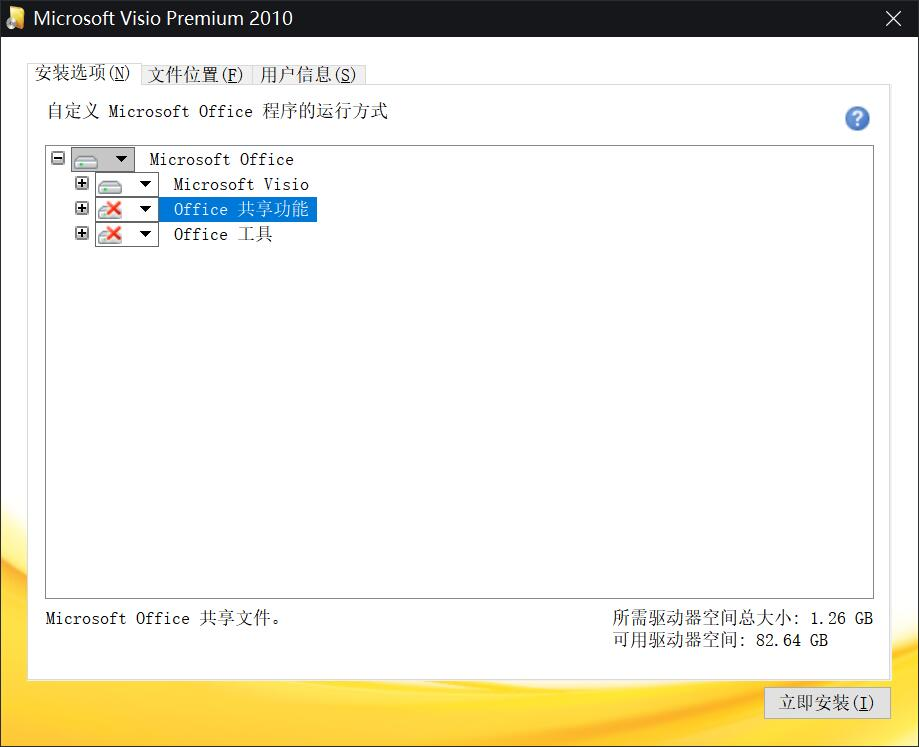 Microsoft Visio Premium 2010
安装选项(N) 文件位置(F) 用户信息(S)
自定义 Microsoft Office 程序的运行方式
?
Microsoft Office
Microsoft Visio
Office 共享功能
Office 工具
Microsoft Office 共享文件。
所需驱动器空间总大小: 1.26 GB
可用驱动器空间: 82.64 GB
立即安装(I)